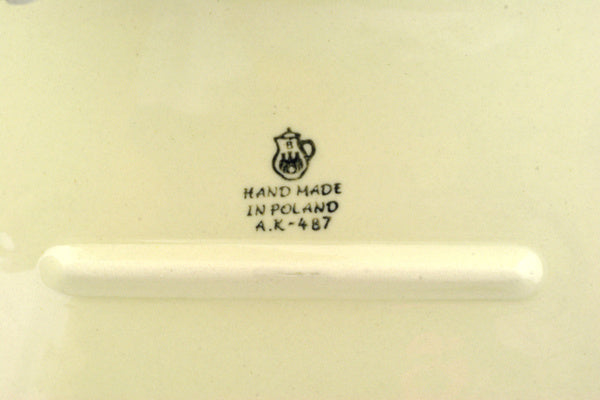 B
HAND MADE
IN POLAND
A.K-487